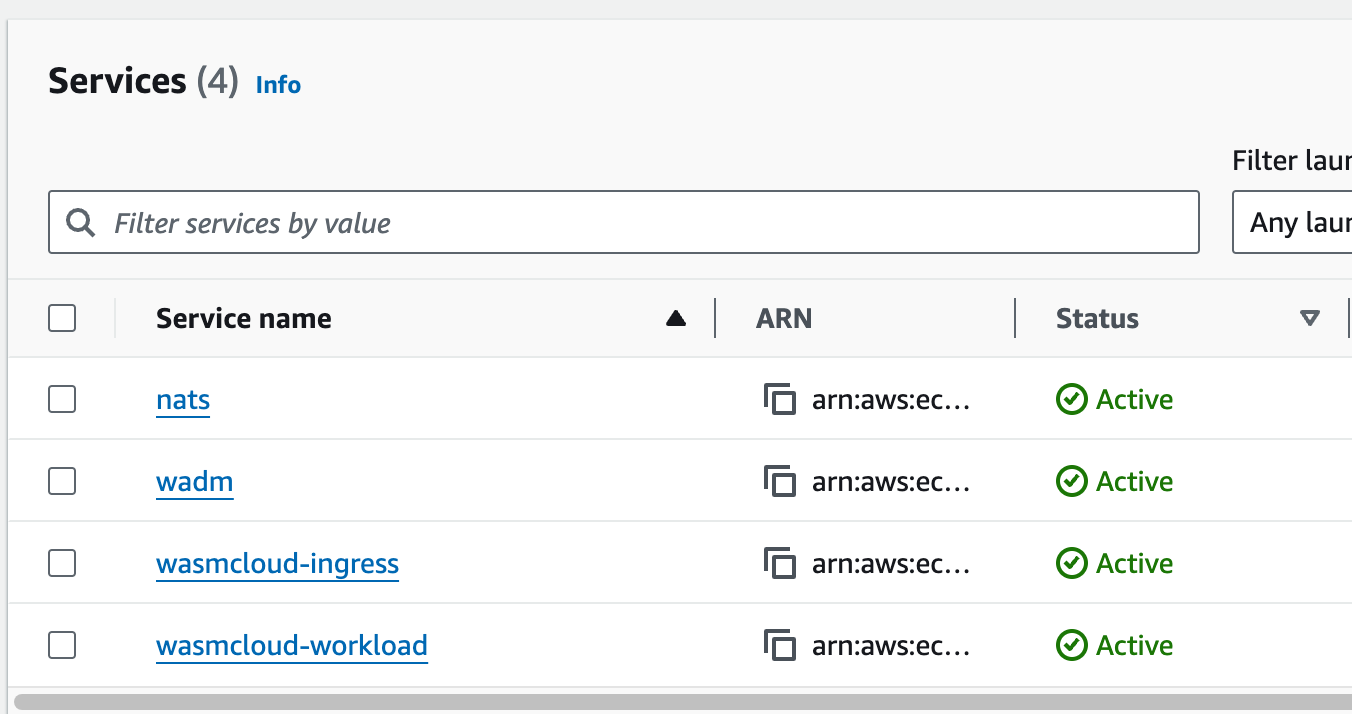 Services (4) Info
Filter laun
Filter services by value
Any laun
Service name ARN Status
nats arn:aws:ec... Active
wadm arn:aws:ec... Active
wasmcloud-ingress arn:aws:ec... Active
wasmcloud-workload arn:aws:ec... Active